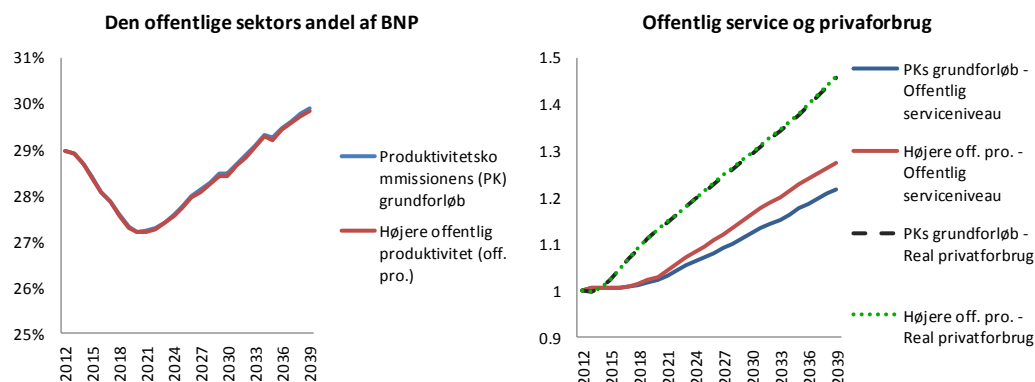 Den offentlige sektors andel af BNP
31%
30%
29%
28%
27%
26%
25%
2012
2015
2018
2021
2024
2027
2030
2033
2036
2039
Produktivitetsko
mmissionens (PK)
grundforløb
Højere offentlig
produktivitet (off.
pro.)
Offentlig service og privaforbrug
1.5
1.4
1.3
1.2
1.1
1
0.9
2012
2015
2018
2021
2024
2027
2030
2033
2036
2039
PKs grundforløb -
Offentlig
serviceniveau
Højere off. pro. -
Offentlig
serviceniveau
PKs grundforløb -
Real privatforbrug
Højere off. pro. -
Real privatforbrug